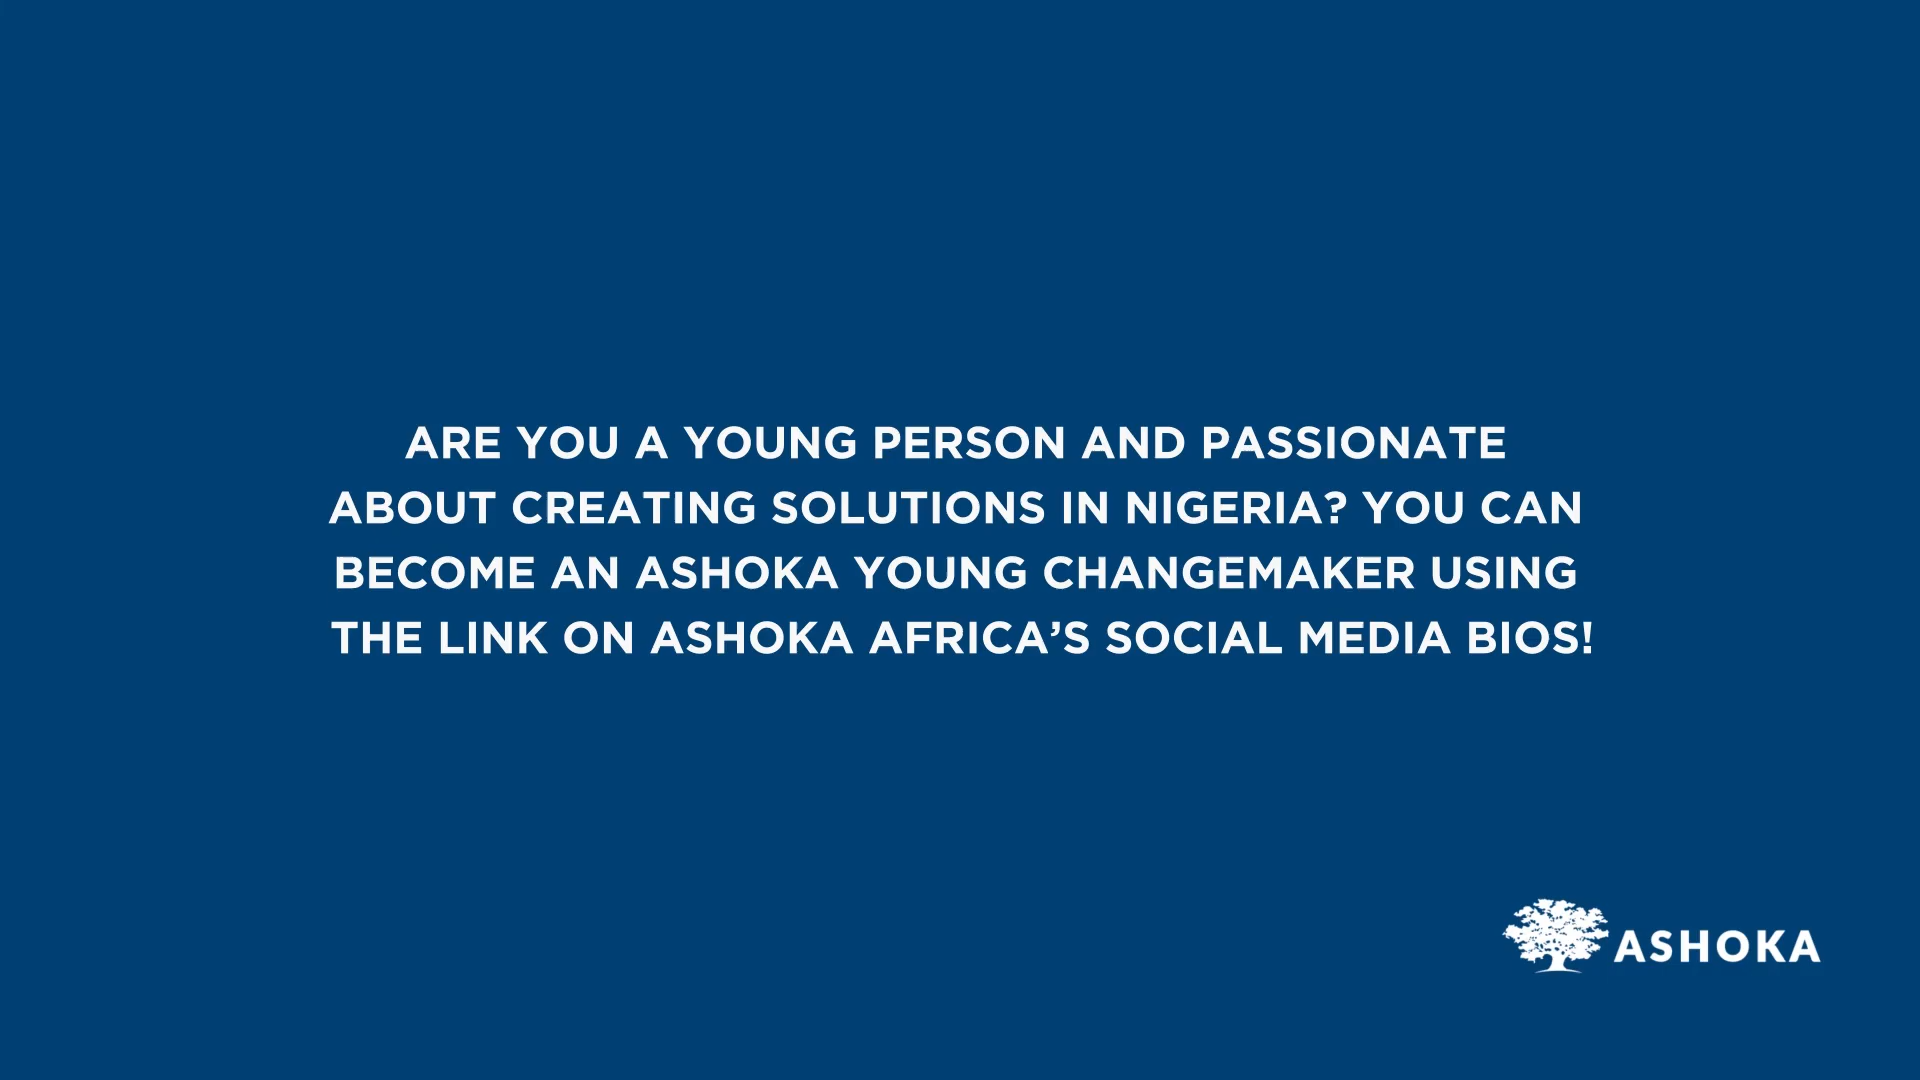 ARE YOU A YOUNG PERSON AND PASSIONATE
ABOUT CREATING SOLUTIONS IN NIGERIA? YOU CAN
BECOME AN ASHOKA YOUNG CHANGEMAKER USING
THE LINK ON ASHOKA AFRICA’S SOCIAL MEDIA BIOS!
ASHOKA